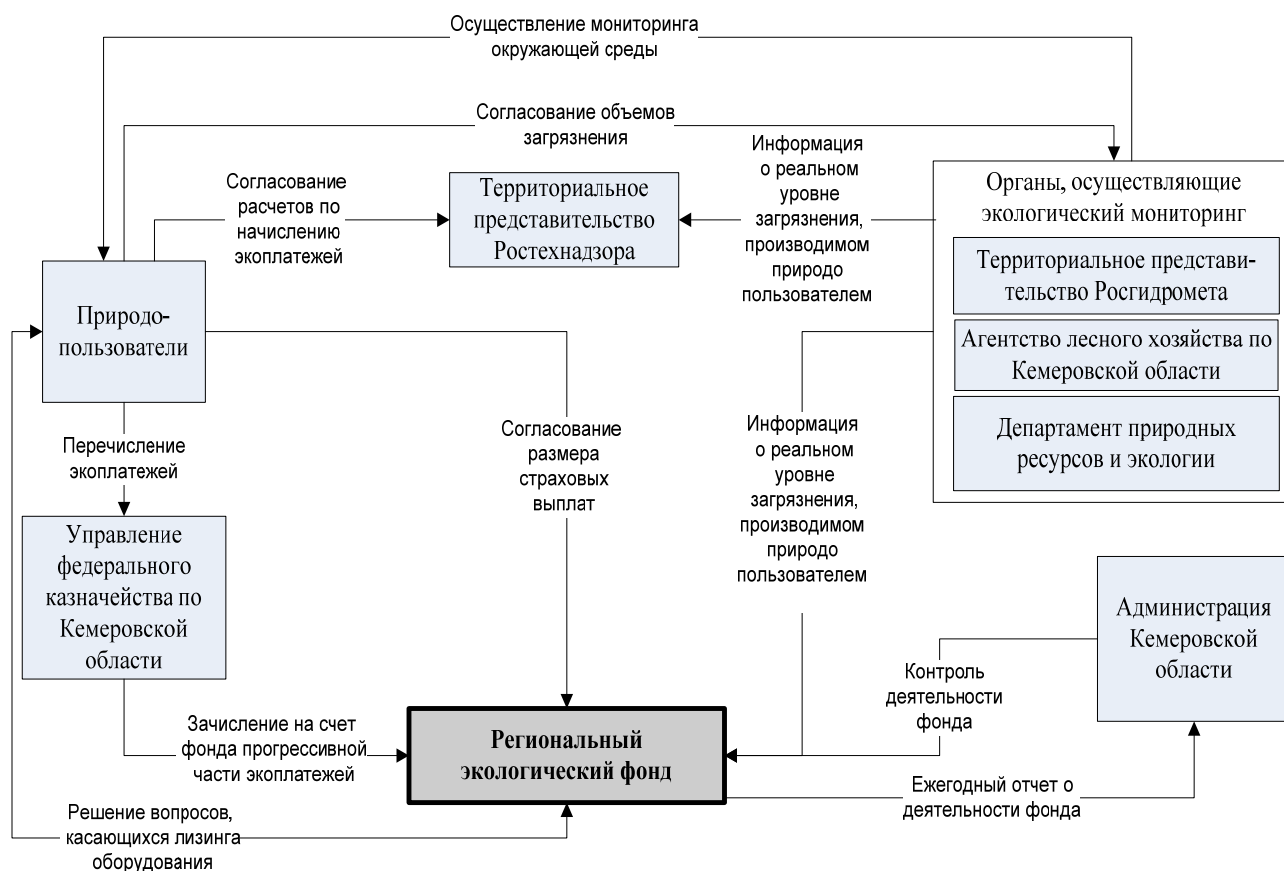 Осуществление мониторинга
окружающей среды
Согласование объемов
загрязнения
Согласование
расчетов по
начислению
экоплатежей
Территориальное
представительство
Ростехнадзора
Информация
о реальном
уровне
загрязнения,
производимом
природо
пользователем
Органы, осуществляющие
экологический мониторинг
Территориальное представи-
тельство Росгидромета
Агентство лесного хозяйства по
Кемеровской области
Департамент природных
ресурсов и экологии
Природо-
пользователи
Перечисление
экоплатежей
Согласование
размера
страховых
выплат
Информация
о реальном
уровне
загрязнения,
производимом
природо
пользователем
Управление
федерального
казначейства по
Кемеровской
области
Администрация
Кемеровской
области
Контроль
деятельности
фонда
Зачисление на счет
фонда прогрессивной
части экоплатежей
Региональный
экологический фонд
Ежегодный отчет о
деятельности фонда
Решение вопросов,
касающихся лизинга
оборудования